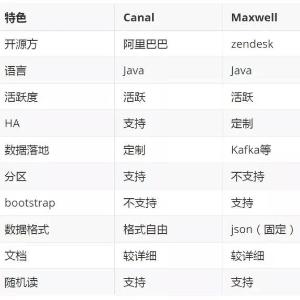 特色 Canal Maxwell
开源方 阿里巴巴 zendesk
语言 Java Java
活跃度 活跃 活跃
HA 支持 定制
数据落地 定制 Kafka等
分区 支持 不支持
bootstrap 不支持 支持
数据格式 格式自由 json（固定）
文档 较详细 较详细
随机读 支持 支持